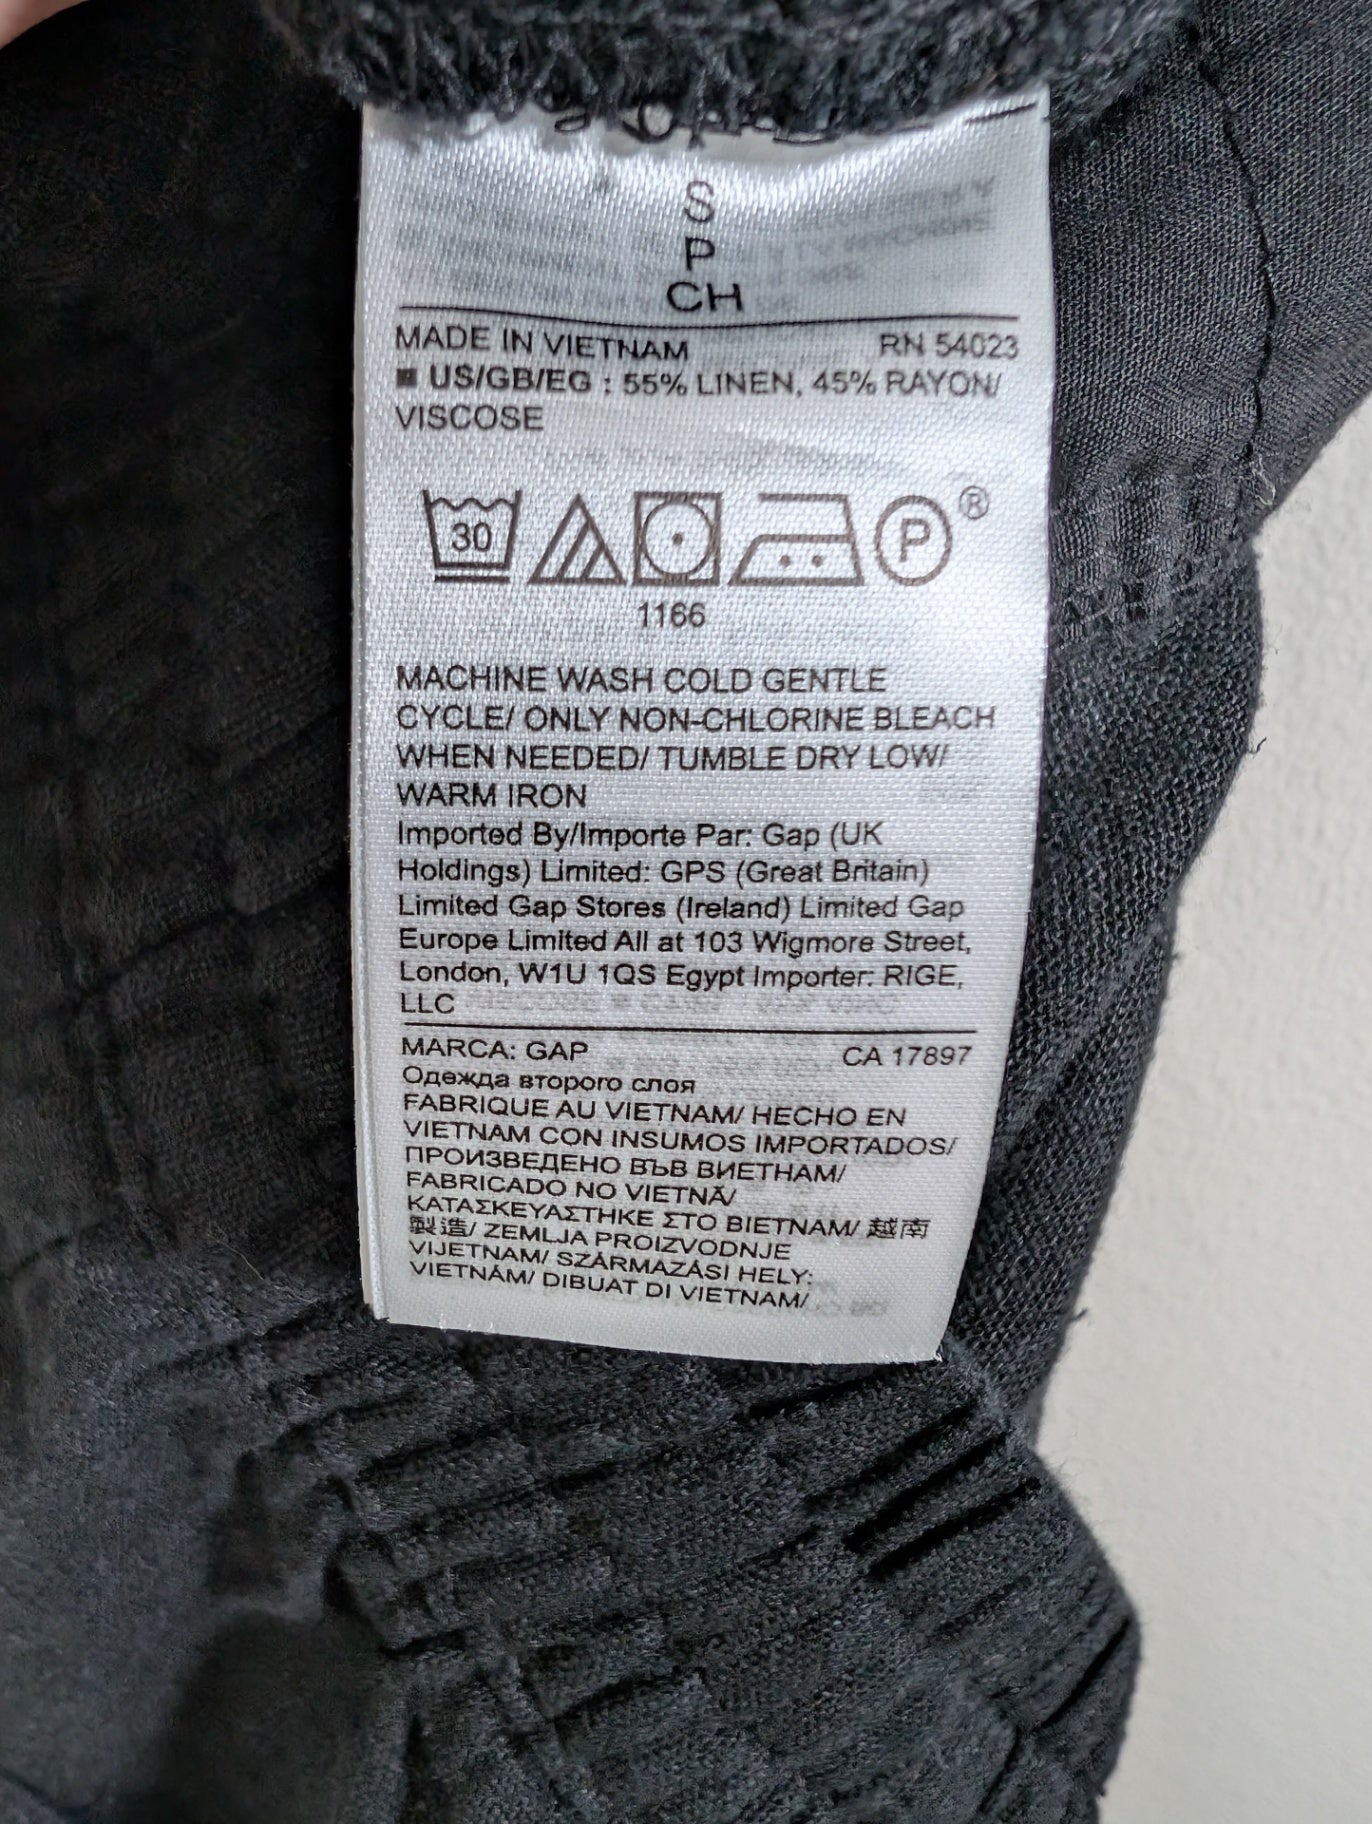 S
P
CH
MADE IN VIETNAM RN 54023
■ US/GB/EG : 55% LINEN, 45% RAYON/
VISCOSE
30 P ®
1166
MACHINE WASH COLD GENTLE
CYCLE/ ONLY NON-CHLORINE BLEACH
WHEN NEEDED/ TUMBLE DRY LOW/
WARM IRON
Imported By/Importe Par: Gap (UK
Holdings) Limited: GPS (Great Britain)
Limited Gap Stores (Ireland) Limited Gap
Europe Limited All at 103 Wigmore Street,
London, W1U 1QS Egypt Importer: RIGE,
LLC
MARCA: GAP CA 17897
Одежда второго слоя
FABRIQUE AU VIETNAM/ HECHO EN
VIETNAM CON INSUMOS IMPORTADOS/
ПРОИЗВЕДЕНО ВЪВ ВИЕТНАМ/
FABRICADO NO VIETNÃ/
ΚΑΤΑΣΚΕΥΑΣΤΗΚΕ ΣΤΟ ΒΙΕΤΝΑΜ/ 越南
製造/ ZEMLJA PROIZVODNJE
VIJETNAM/ SZÁRMAZÁSI HELY:
VIETNÁM/ DIBUAT DI VIETNAM/